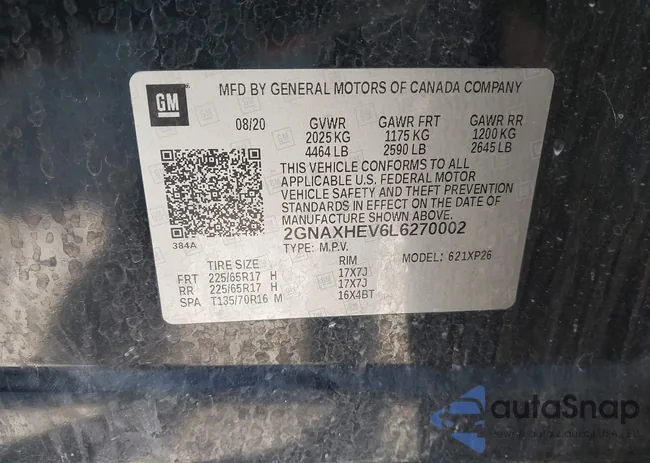 GM
MFD BY GENERAL MOTORS OF CANADA COMPANY
08/20 GVWR GAWR FRT GAWR RR
2025 KG 1175 KG 1200 KG
4464 LB 2590 LB 2645 LB
THIS VEHICLE CONFORMS TO ALL
APPLICABLE U.S. FEDERAL MOTOR
VEHICLE SAFETY AND THEFT PREVENTION
STANDARDS IN EFFECT ON THE DATE OF
MANUFACTURE SHOWN ABOVE.
384A
2GNAXHEV6L6270002
TYPE: M.P.V. MODEL: 621XP26
TIRE SIZE RIM
FRT 225/65R17 H 17X7J
RR 225/65R17 H 17X7J
SPA T135/70R16 M 16X4BT
autoSnap